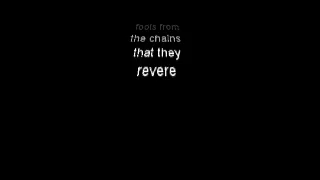 fools from
the chains
that they
revere